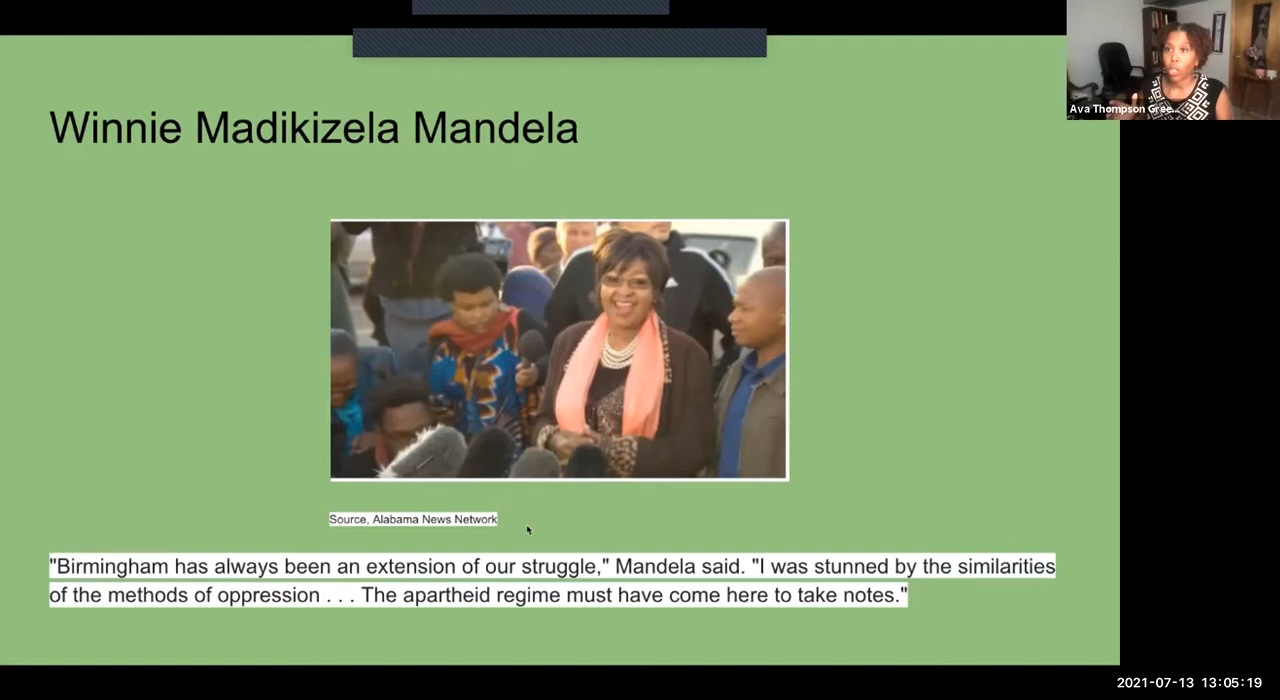 Ava Thompson Gree...
Winnie Madikizela Mandela
Source, Alabama News Network
"Birmingham has always been an extension of our struggle," Mandela said. "I was stunned by the similarities
of the methods of oppression . . . The apartheid regime must have come here to take notes."
2021-07-13 13:05:19